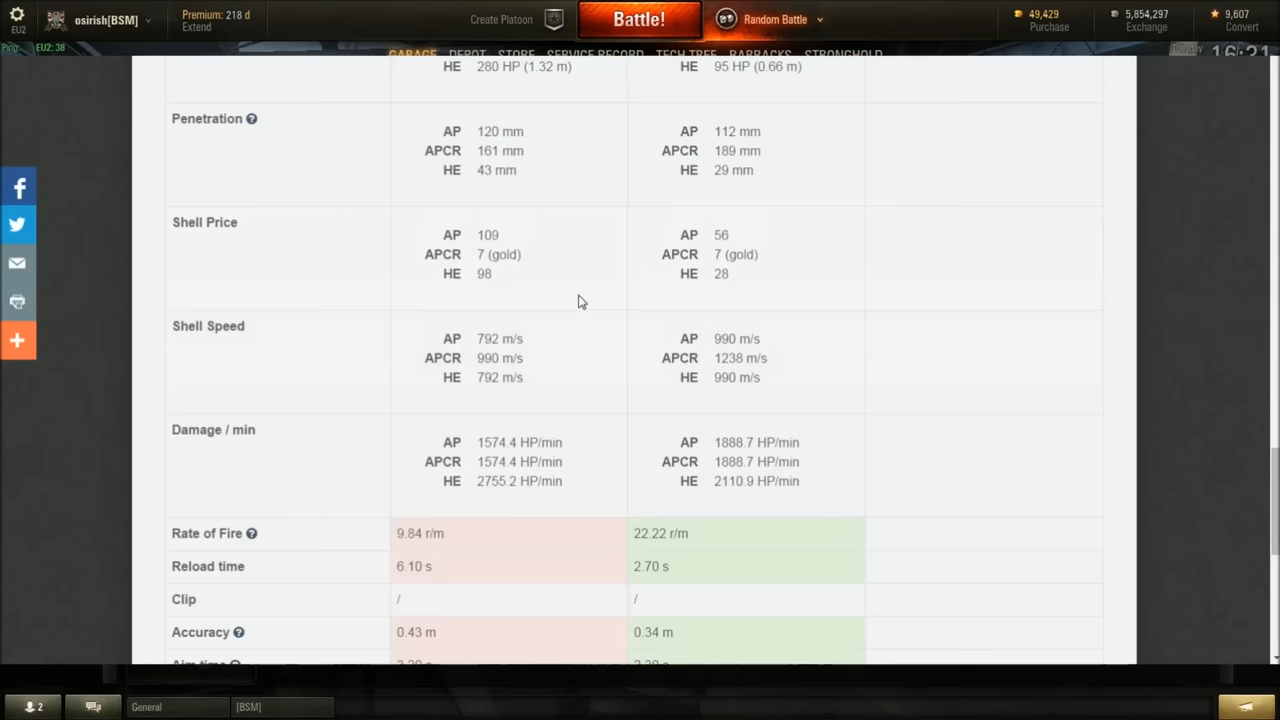 EU2
osirish[BSM]
Premium: 218 d
Extend
Create Platoon
Battle!
Random Battle
49,429
Purchase
5,854,297
Exchange
9,607
Convert
Ping:
EU2: 38
GARAGE DEPOT STORE SERVICE RECORD TECH TREE BARRACKS STRONGHOLD
Tuesday
16:21
HE 280 HP (1.32 m) HE 95 HP (0.66 m)
Penetration ?
AP 120 mm AP 112 mm
APCR 161 mm APCR 189 mm
HE 43 mm HE 29 mm
Shell Price
AP 109 AP 56
APCR 7 (gold) APCR 7 (gold)
HE 98 HE 28
Shell Speed
AP 792 m/s AP 990 m/s
APCR 990 m/s APCR 1238 m/s
HE 792 m/s HE 990 m/s
Damage / min
AP 1574.4 HP/min AP 1888.7 HP/min
APCR 1574.4 HP/min APCR 1888.7 HP/min
HE 2755.2 HP/min HE 2110.9 HP/min
Rate of Fire ? 9.84 r/m 22.22 r/m
Reload time 6.10 s 2.70 s
Clip / /
Accuracy ? 0.43 m 0.34 m
Aim time
2
General
[BSM]